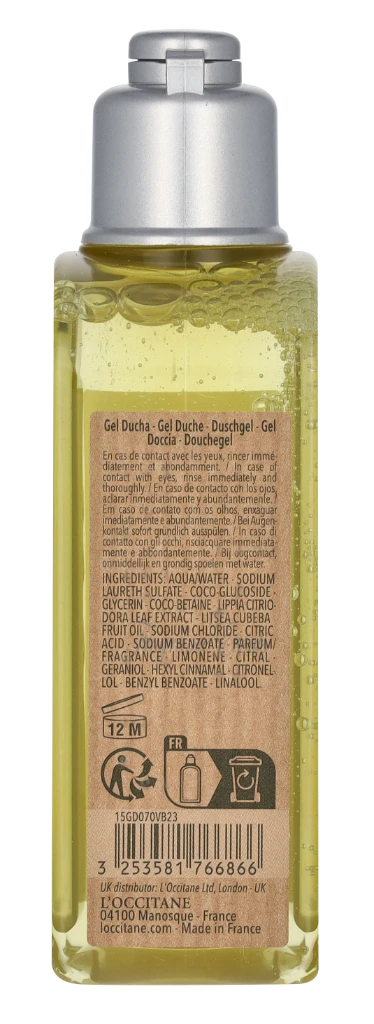 Gel Ducha · Gel Duche · Duschgel · Gel
Doccia · Douchegel
En cas de contact avec les yeux, rincer immé-
diatement et abondamment. / In case of
contact with eyes, rinse immediately and
thoroughly. / En caso de contacto con los ojos,
aclarar inmediatamente y abundantemente. /
Em caso de contato com os olhos, enxaguar
imediatamente e abundantemente. / Bei Augen-
kontakt sofort gründlich ausspülen. / In caso di
contatto con gli occhi, risciacquare immediata-
mente e abbondantemente. / Bij oogcontact,
onmiddellijk en grondig spoelen met water.
INGREDIENTS: AQUA/WATER · SODIUM
LAURETH SULFATE · COCO-GLUCOSIDE ·
GLYCERIN · COCO-BETAINE · LIPPIA CITRIO-
DORA LEAF EXTRACT · LITSEA CUBEBA
FRUIT OIL · SODIUM CHLORIDE · CITRIC
ACID · SODIUM BENZOATE · PARFUM/
FRAGRANCE · LIMONENE · CITRAL ·
GERANIOL · HEXYL CINNAMAL · CITRONEL-
LOL · BENZYL BENZOATE · LINALOOL.
12 M
FR
15GD070VB23
3 253581 766866
UK distributor: L'Occitane Ltd, London - UK
L'OCCITANE
04100 Manosque - France
loccitane.com - Made in France